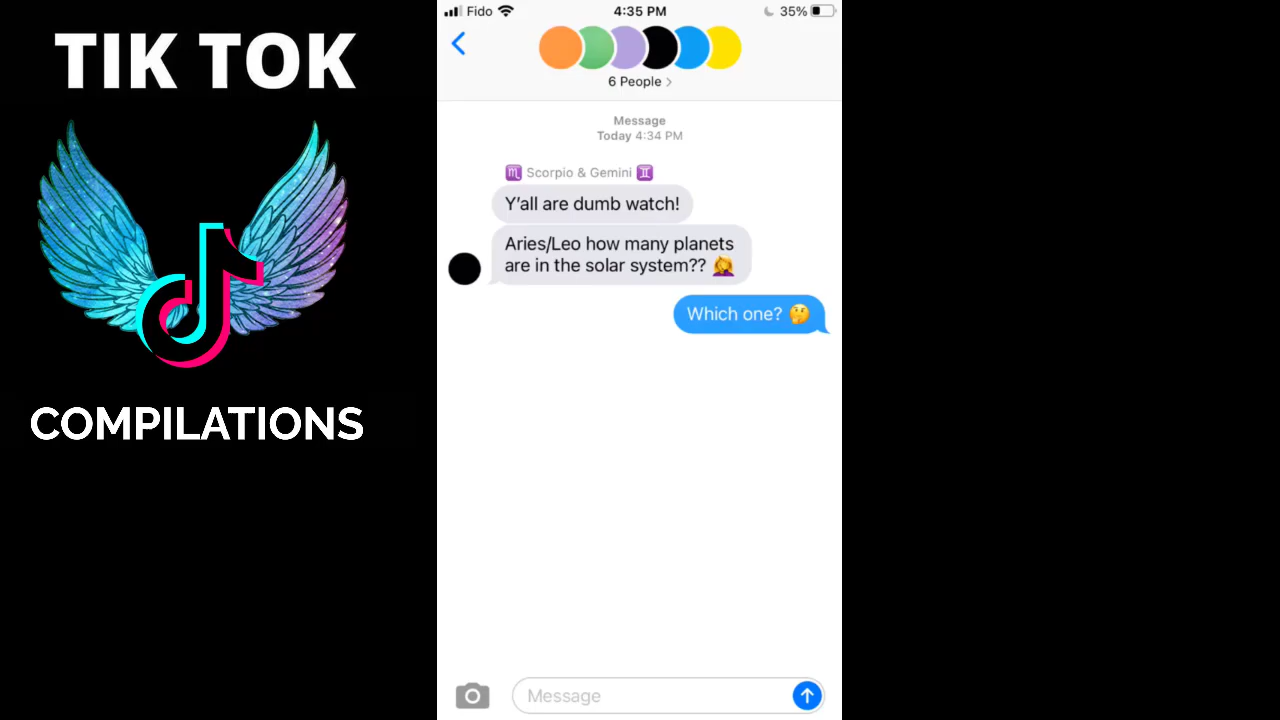 TIK TOK
COMPILATIONS
Fido 4:35 PM 35%
6 People >
Message
Today 4:34 PM
♏ Scorpio & Gemini ♊
Y'all are dumb watch!
Aries/Leo how many planets
are in the solar system?? 🤦‍♀️
Which one? 🤔
Message